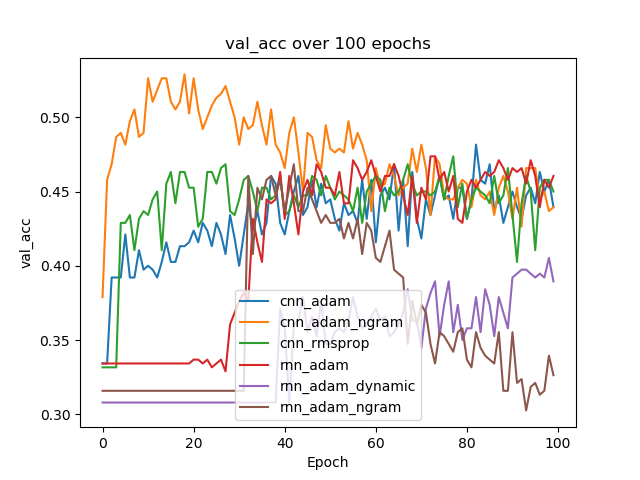 val_acc over 100 epochs
val_acc
0.50
0.45
0.40
0.35
0.30
cnn_adam
cnn_adam_ngram
cnn_rmsprop
rnn_adam
rnn_adam_dynamic
rnn_adam_ngram
0
20
40
60
80
100
Epoch